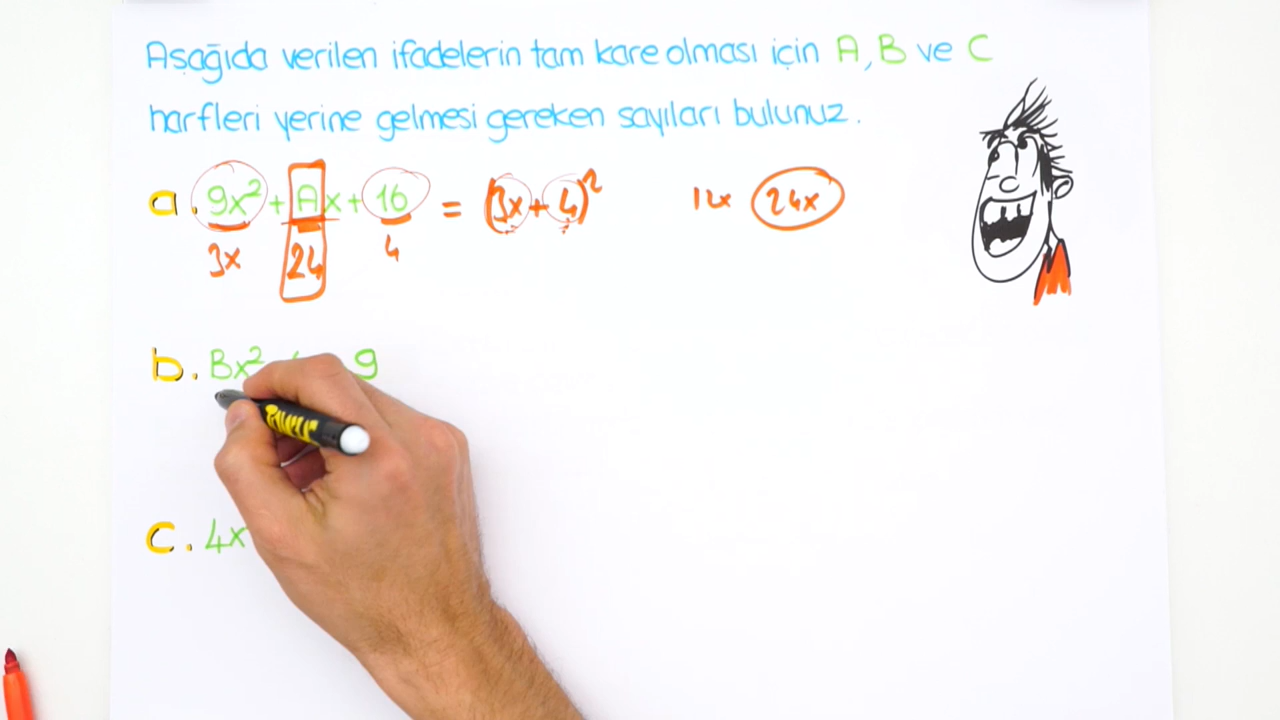 Aşağıda verilen ifadelerin tam kare olması için A, B ve C
harfleri yerine gelmesi gereken sayıları bulunuz.
a. 9x² + Ax + 16 = (3x + 4)² 12x 24x
3x 24 4
b. Bx² 9
c. 4x